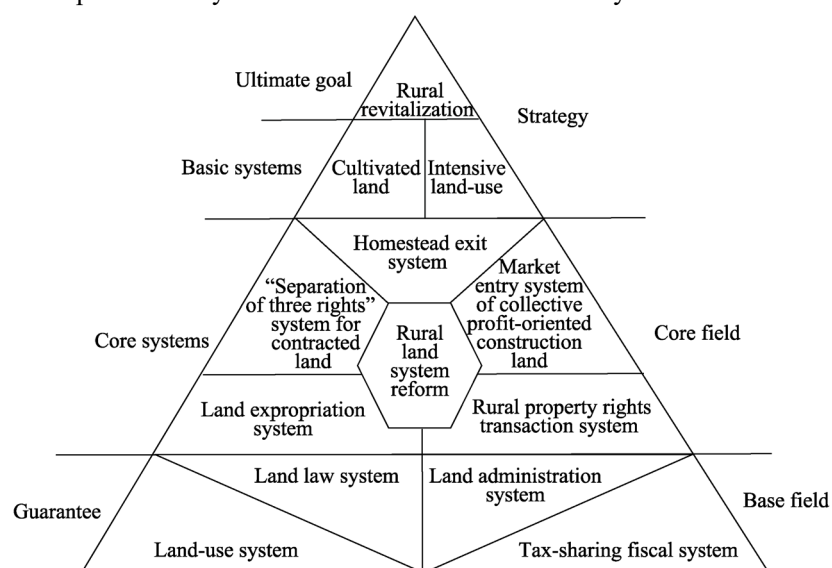 Ultimate goal
Rural
revitalization
Strategy
Basic systems
Cultivated
land
Intensive
land-use
Homestead exit
system
"Separation
of three rights"
system for
contracted
land
Market
entry system
of collective
profit-oriented
construction
land
Core systems
Rural
land
system
reform
Core field
Land expropriation
system
Rural property rights
transaction system
Land law system
Land administration
system
Guarantee
Base field
Land-use system
Tax-sharing fiscal system